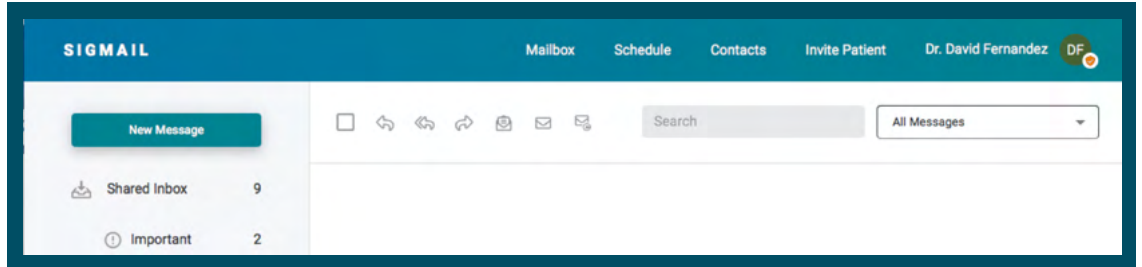 SIGMAIL Mailbox Schedule Contacts Invite Patient Dr. David Fernandez DF
New Message Search All Messages
Shared Inbox 9
Important 2